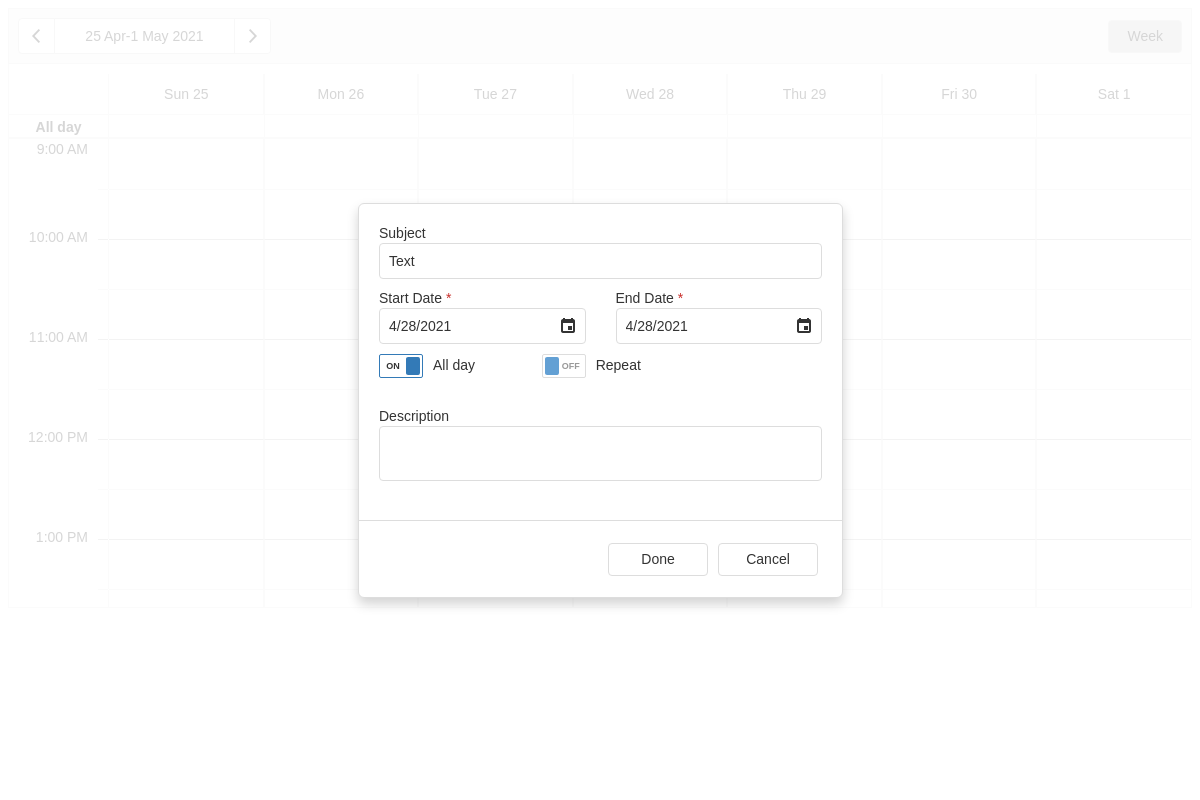 25 Apr-1 May 2021
Week
Sun 25 Mon 26 Tue 27 Wed 28 Thu 29 Fri 30 Sat 1
All day
9:00 AM
10:00 AM
11:00 AM
12:00 PM
1:00 PM
Subject
Text
Start Date * End Date *
4/28/2021 4/28/2021
ON All day OFF Repeat
Description
Done Cancel